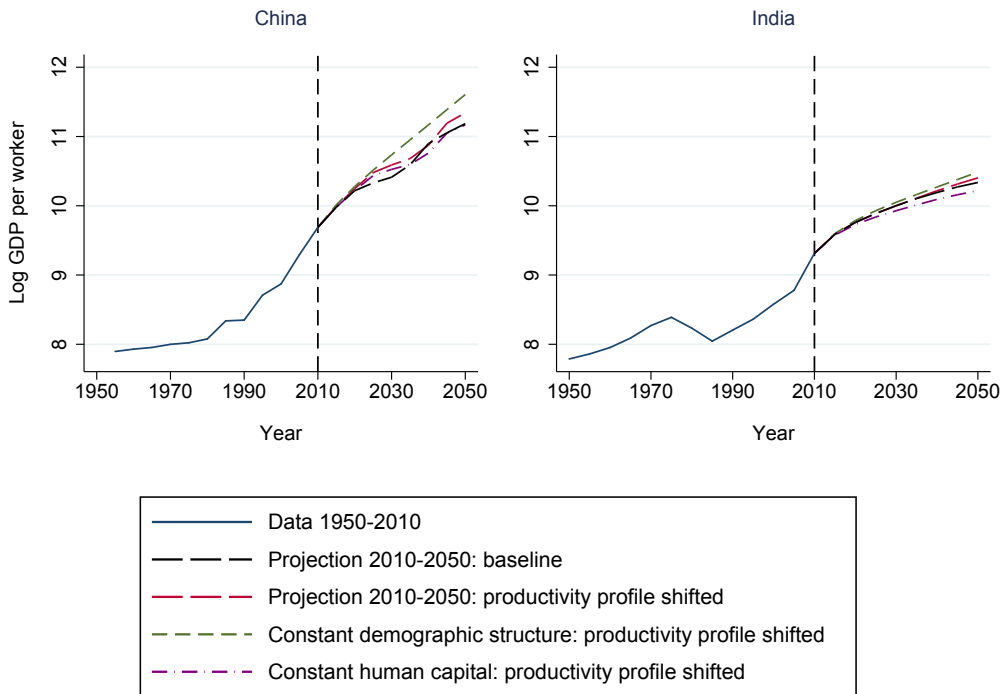 China
India
Log GDP per worker
12
11
10
9
8
1950 1970 1990 2010 2030 2050
Year
12
11
10
9
8
1950 1970 1990 2010 2030 2050
Year
Data 1950-2010
Projection 2010-2050: baseline
Projection 2010-2050: productivity profile shifted
Constant demographic structure: productivity profile shifted
Constant human capital: productivity profile shifted